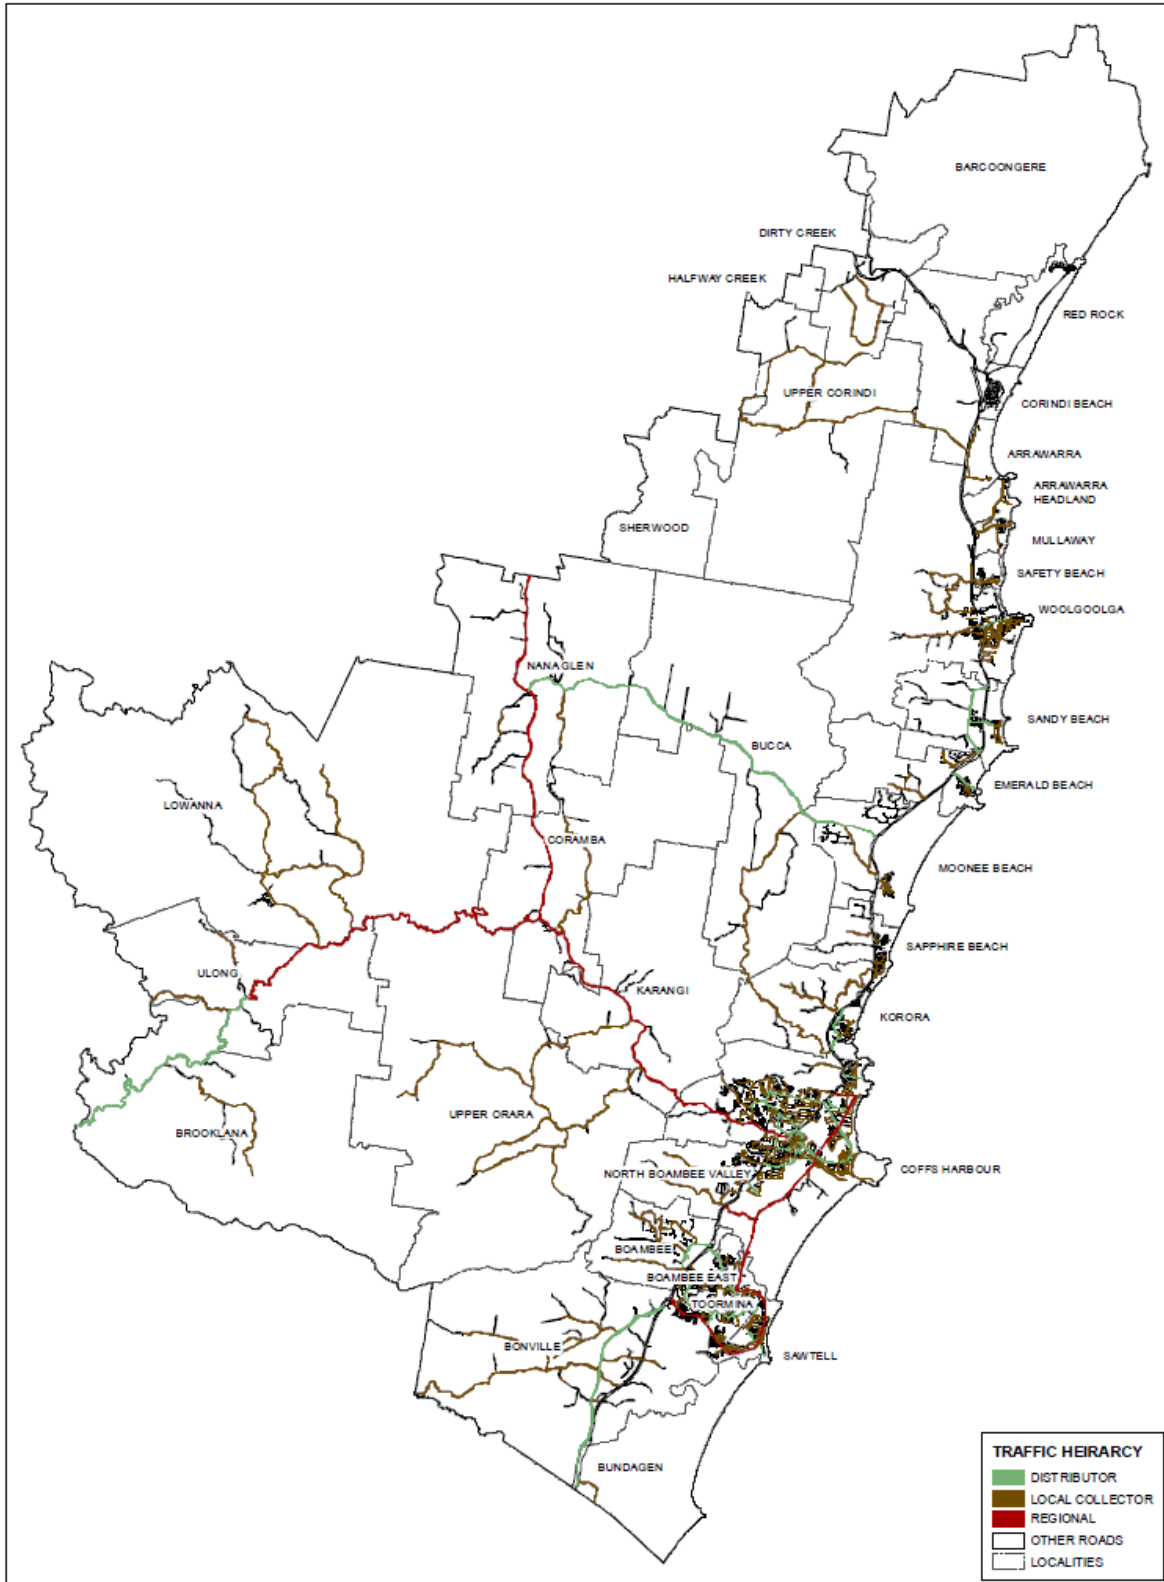 BARCOONGERE
DIRTY CREEK
HALFWAY CREEK
RED ROCK
UPPER CORINDI
CORINDI BEACH
ARRAWARRA
ARRAWARRA
HEADLAND
SHERWOOD
MULLAWAY
SAFETY BEACH
WOOLGOOLGA
NANAGLEN
SANDY BEACH
BUCCA
EMERALD BEACH
LOWANNA
CORAMBA
MOONEE BEACH
SAPPHIRE BEACH
ULONG
KARANGI
KORORA
UPPER ORARA
BROOKLANA
NORTH BOAMBEE VALLEY
COFFS HARBOUR
BOAMBEE
BOAMBEE EAST
TOORMINA
BONVILLE
SAWTELL
BUNDAGEN
TRAFFIC HEIRARCY
DISTRIBUTOR
LOCAL COLLECTOR
REGIONAL
OTHER ROADS
LOCALITIES